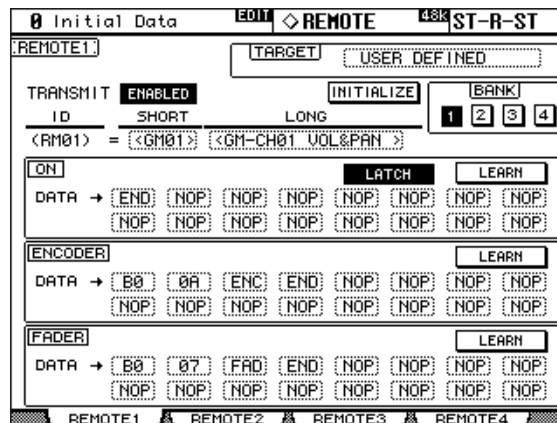 0 Initial Data EDIT ◇REMOTE 48k ST-R-ST
REMOTE1 TARGET USER DEFINED
TRANSMIT ENABLED INITIALIZE BANK
ID SHORT LONG 1 2 3 4
(RM01) = <GM01> <GM-CH01 VOL&PAN >
ON LATCH LEARN
DATA → END NOP NOP NOP NOP NOP NOP NOP
NOP NOP NOP NOP NOP NOP NOP NOP
ENCODER LEARN
DATA → B0 0A ENC END NOP NOP NOP NOP
NOP NOP NOP NOP NOP NOP NOP NOP
FADER LEARN
DATA → B0 07 FAD END NOP NOP NOP NOP
NOP NOP NOP NOP NOP NOP NOP NOP
REMOTE1 REMOTE2 REMOTE3 REMOTE4